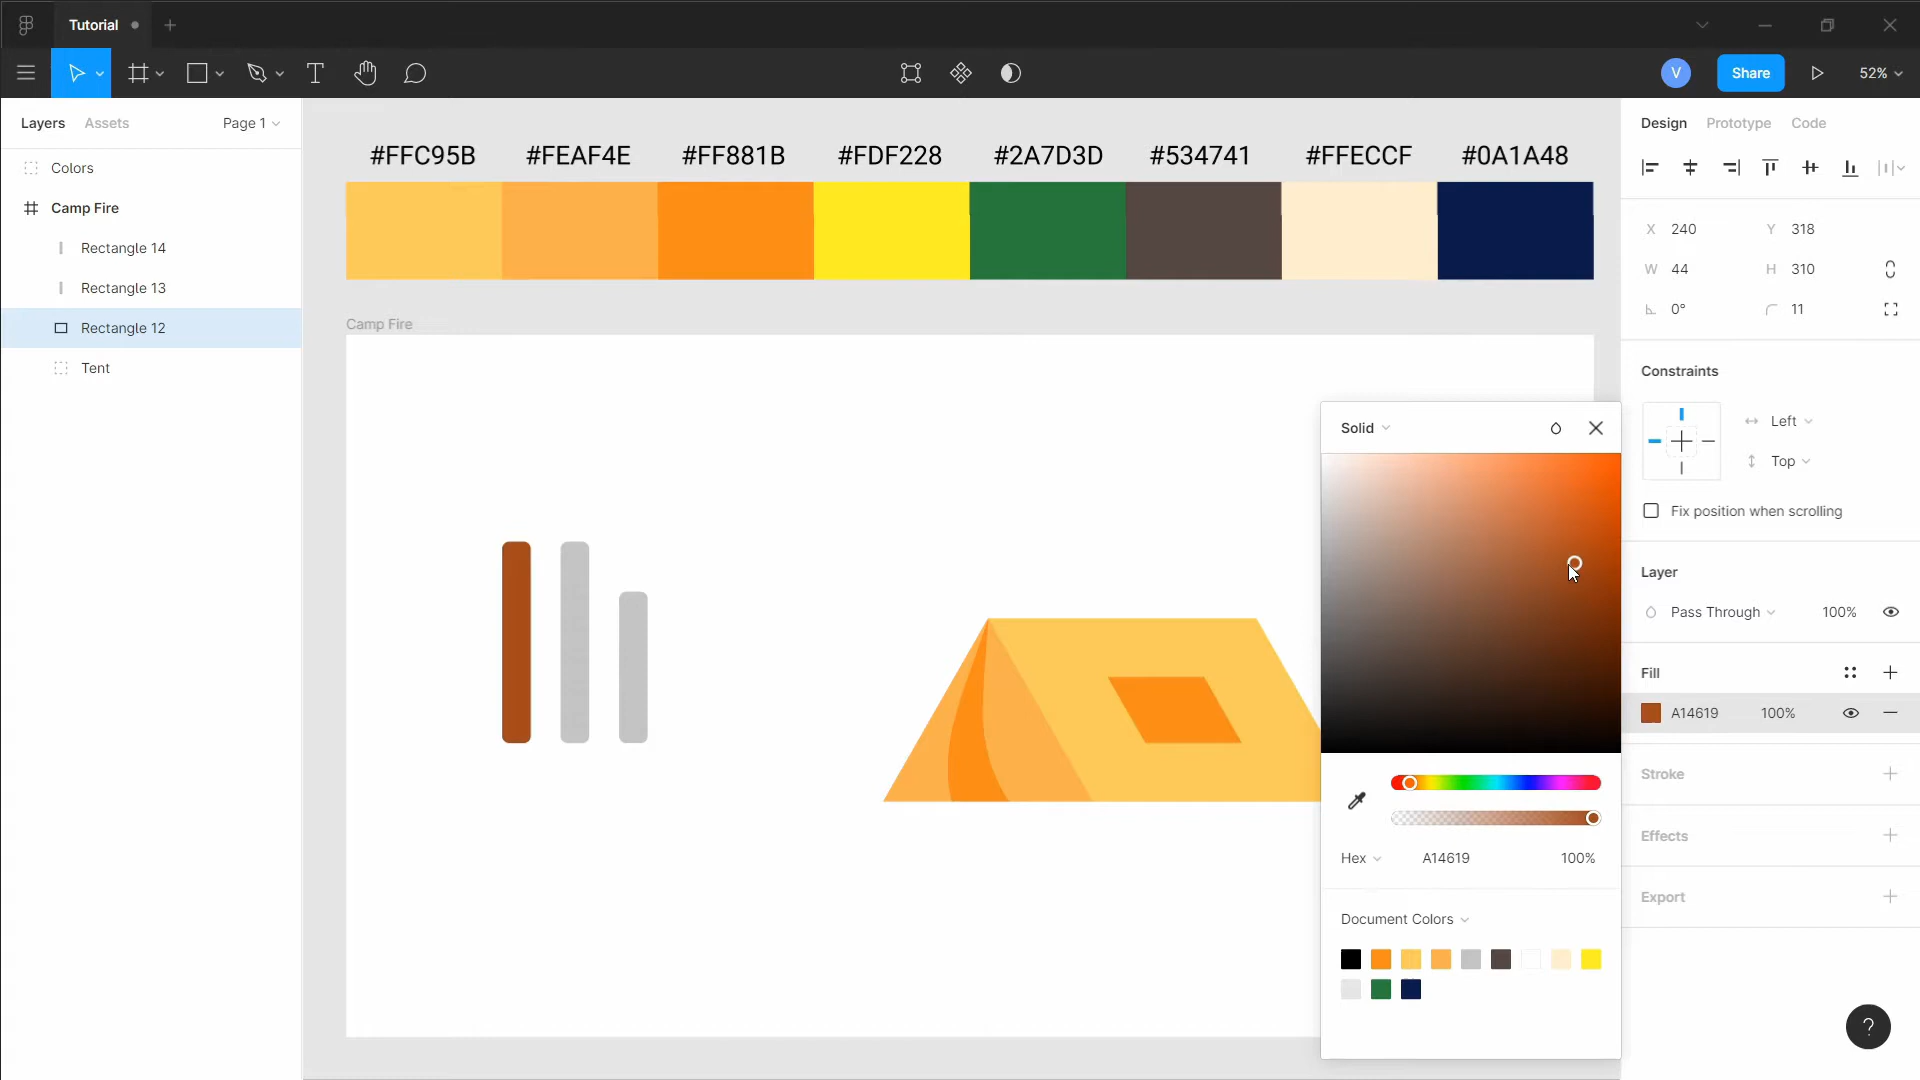 Tutorial
Share
52%
V
Layers
Assets
Page 1
Colors
Camp Fire
Rectangle 14
Rectangle 13
Rectangle 12
Tent
#FFC95B
#FEAF4E
#FF881B
#FDF228
#2A7D3D
#534741
#FFECCF
#0A1A48
Camp Fire
Solid
Hex
A14619
100%
Document Colors
Design
Prototype
Code
X 240
Y 318
W 44
H 310
0°
11
Constraints
Left
Top
Fix position when scrolling
Layer
Pass Through
100%
Fill
A14619
100%
Stroke
Effects
Export
?